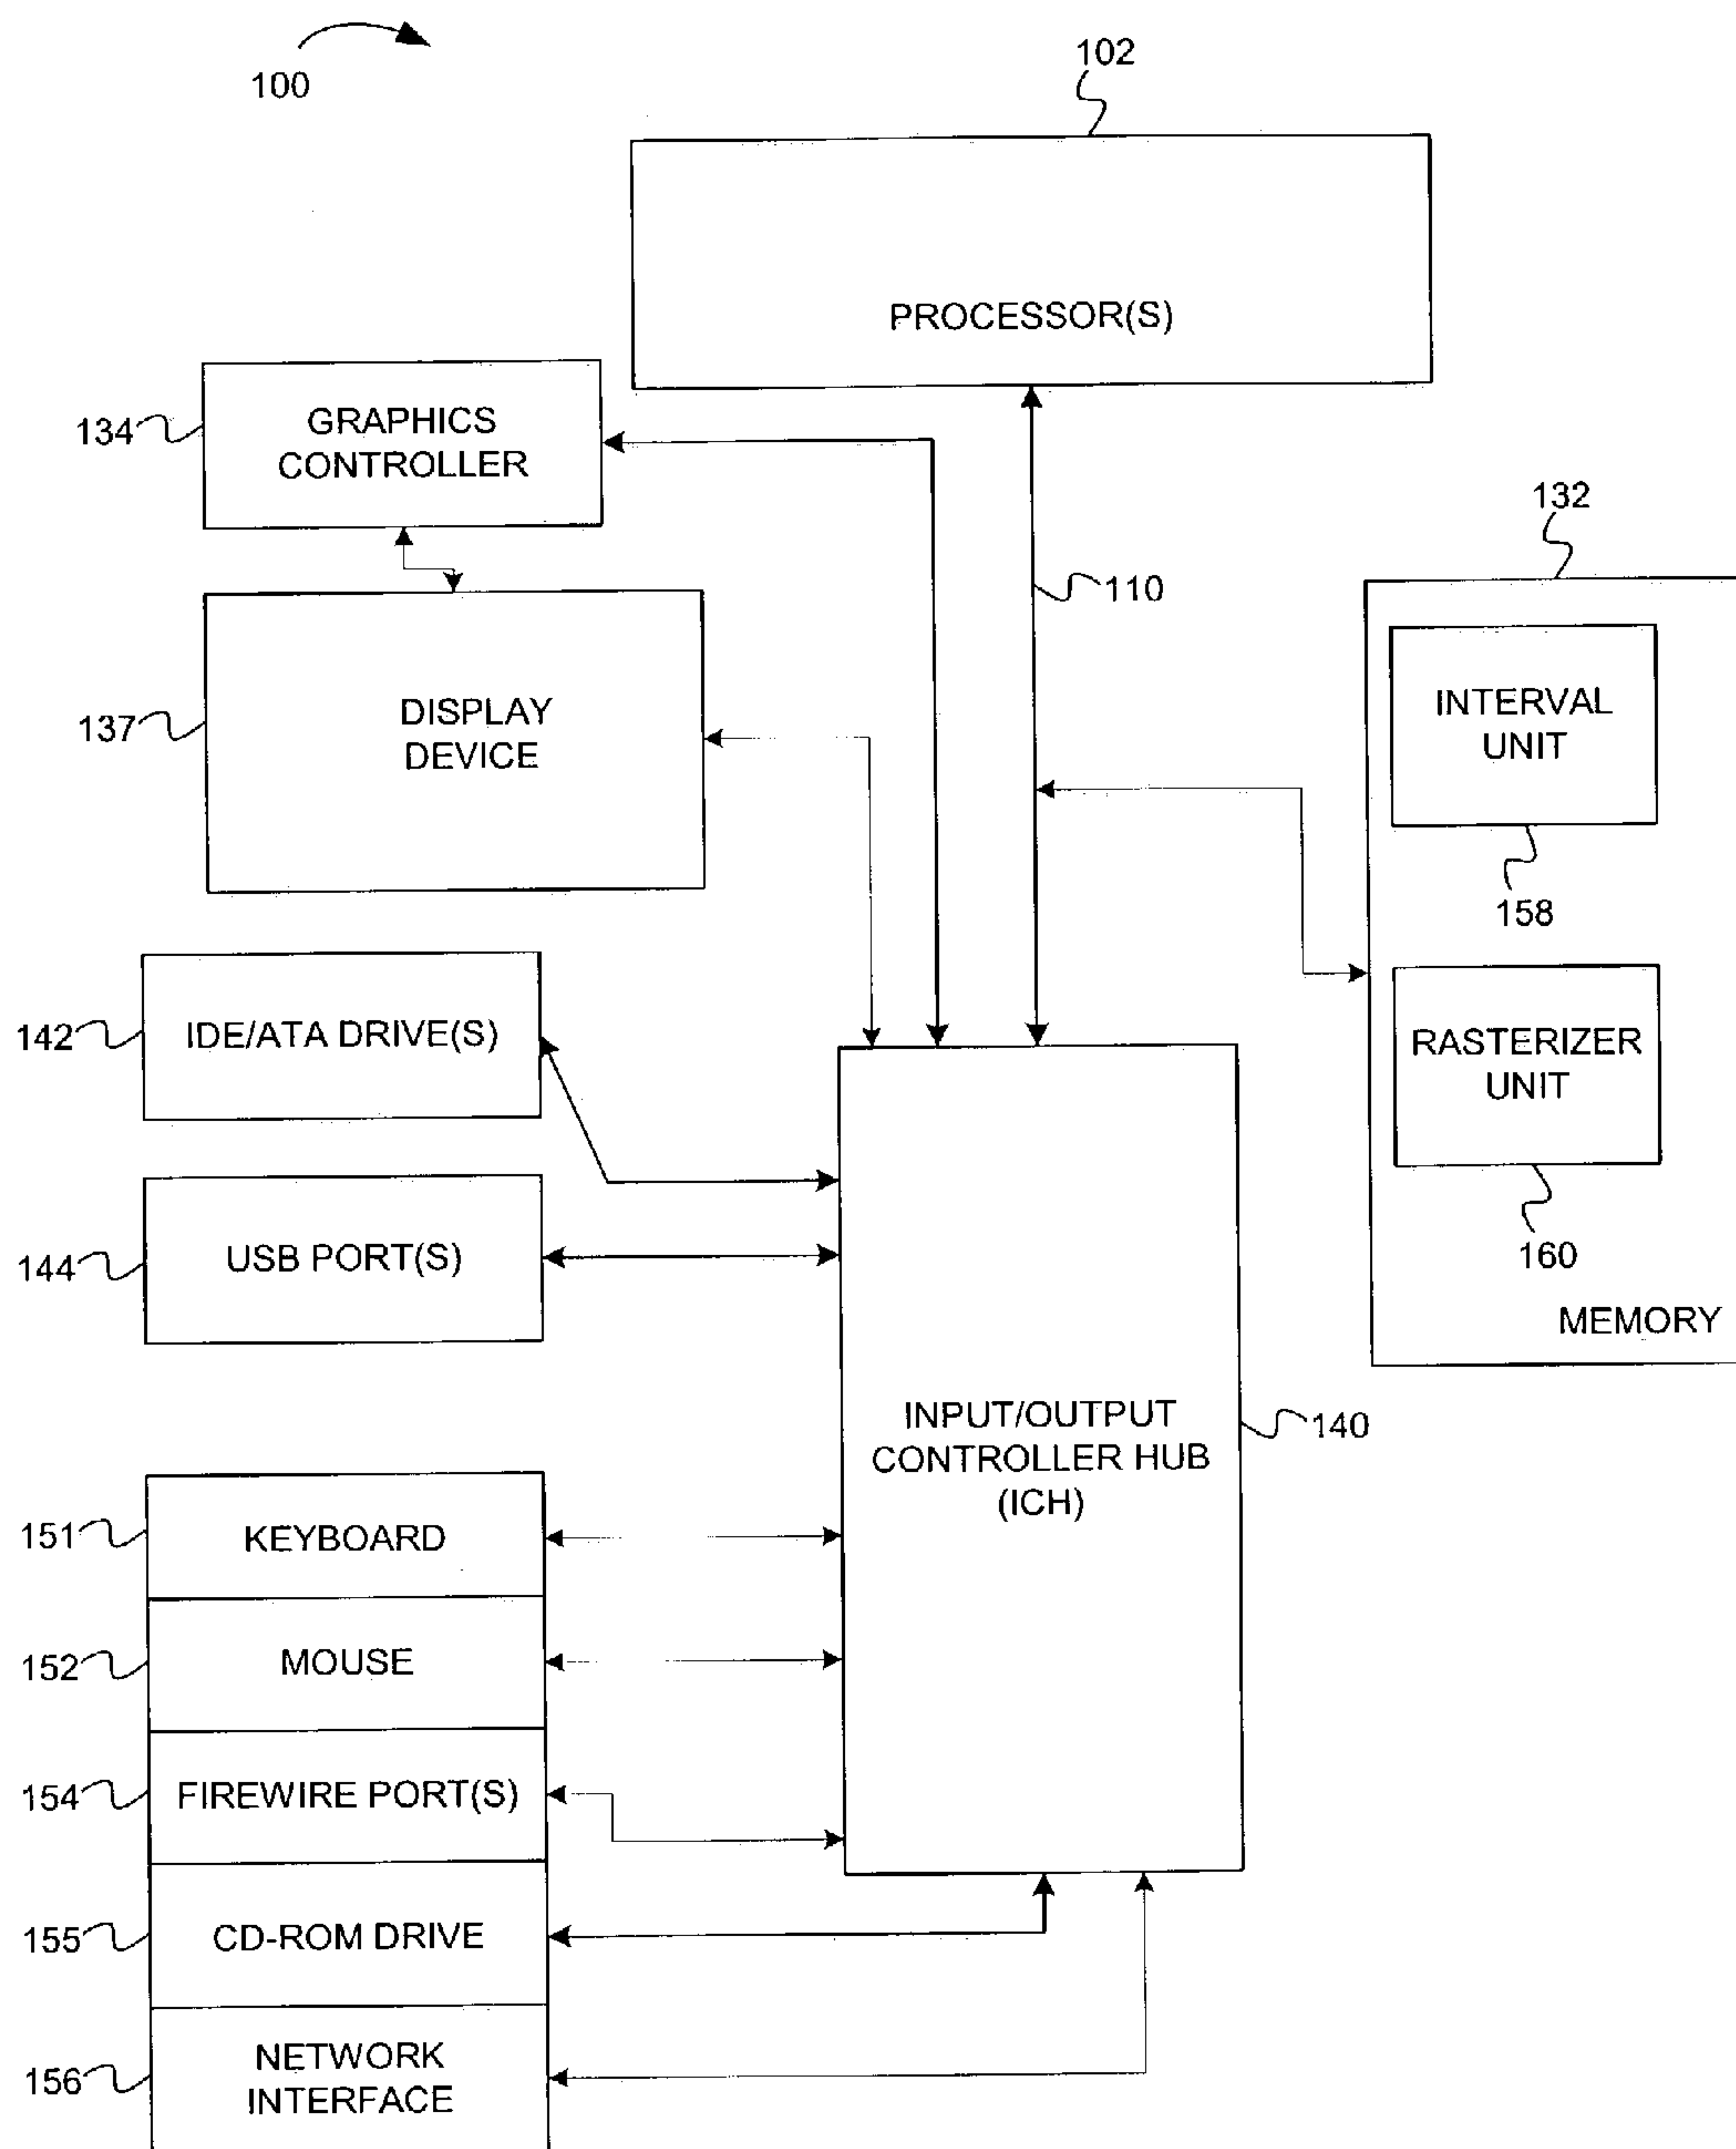 100
102
PROCESSOR(S)
134
GRAPHICS
CONTROLLER
132
110
137
DISPLAY
DEVICE
INTERVAL
UNIT
158
142
IDE/ATA DRIVE(S)
RASTERIZER
UNIT
144
USB PORT(S)
160
MEMORY
INPUT/OUTPUT
CONTROLLER HUB
(ICH)
140
151
KEYBOARD
152
MOUSE
154
FIREWIRE PORT(S)
155
CD-ROM DRIVE
156
NETWORK
INTERFACE